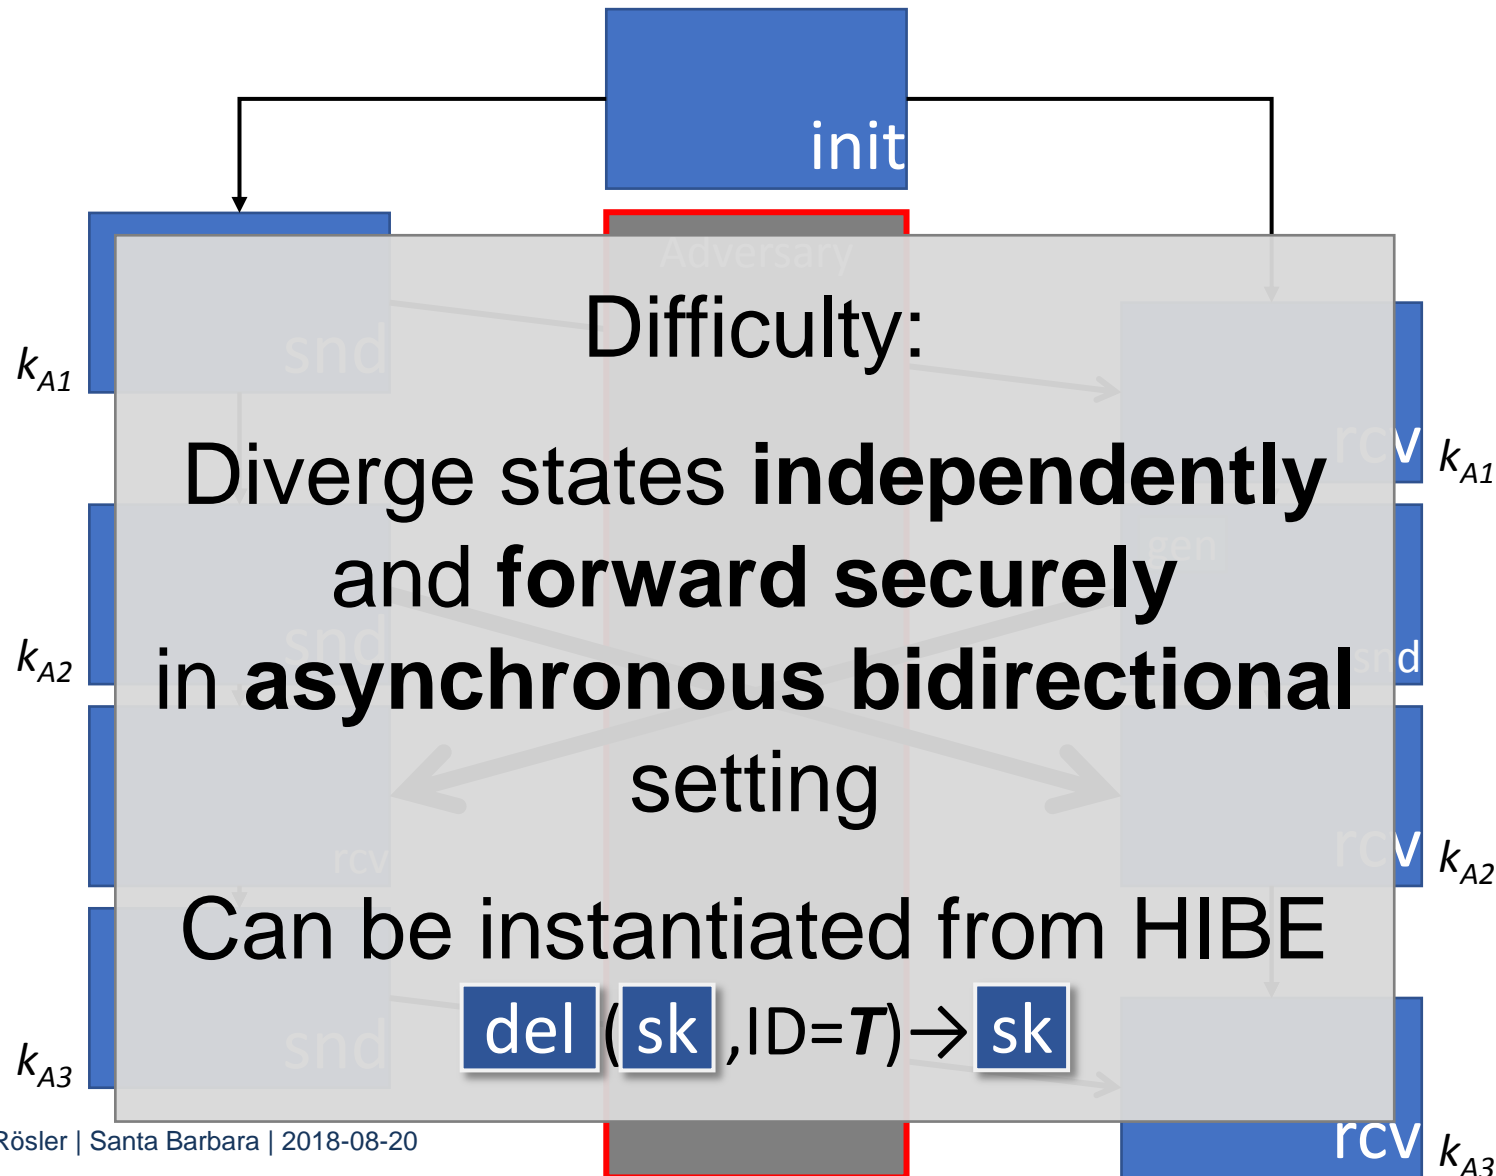 init
Adversary
Difficulty:
snd
k_A1
Diverge states independently
rcv
k_A1
gen
and forward securely
snd
k_A2
in asynchronous bidirectional
snd
setting
rcv
rcv
k_A2
Can be instantiated from HIBE
del(sk,ID=T)→sk
snd
k_A3
Rösler | Santa Barbara | 2018-08-20
rcv
k_A3